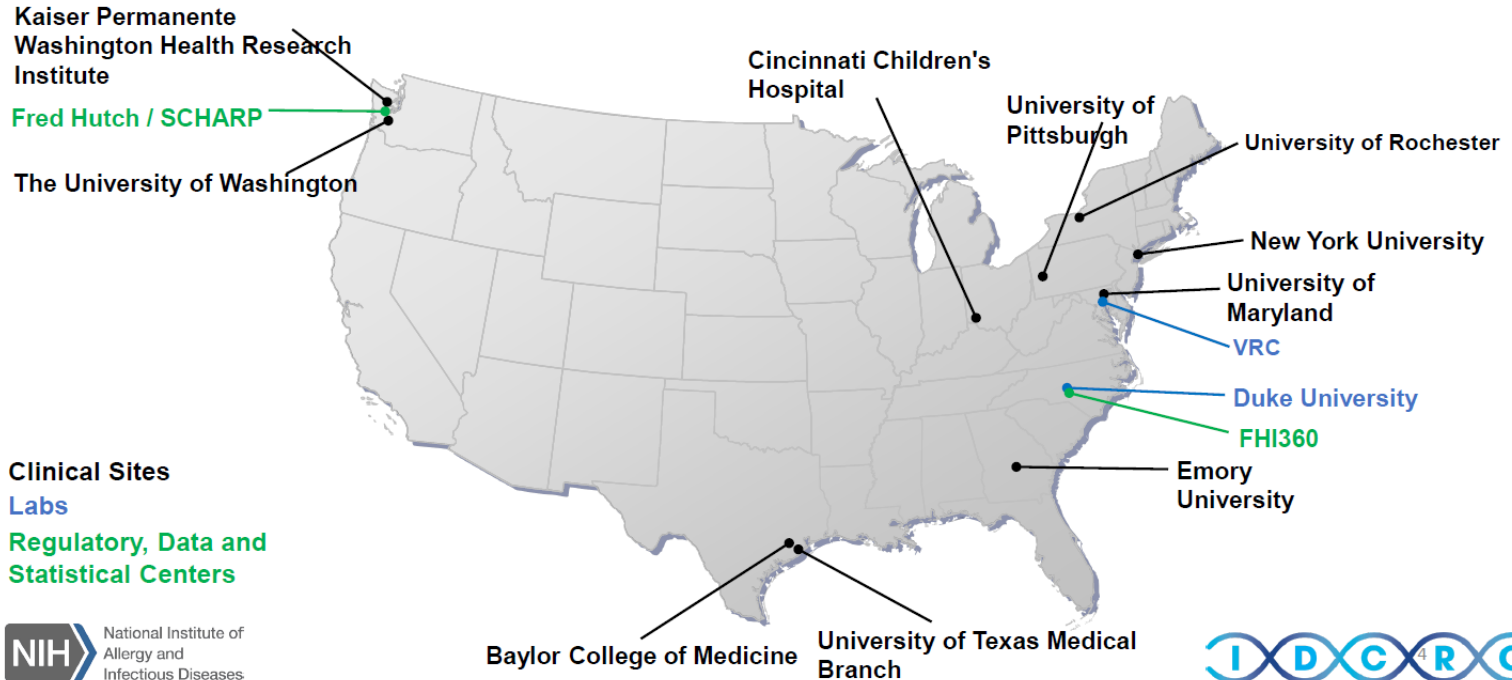 Kaiser Permanente
Washington Health Research
Institute
Fred Hutch / SCHARP
The University of Washington
Cincinnati Children's
Hospital
University of
Pittsburgh
University of Rochester
New York University
University of
Maryland
VRC
Duke University
FHI360
Emory
University
Clinical Sites
Labs
Regulatory, Data and
Statistical Centers
Baylor College of Medicine
University of Texas Medical
Branch
NIH
National Institute of
Allergy and
Infectious Diseases
IDCRC
4